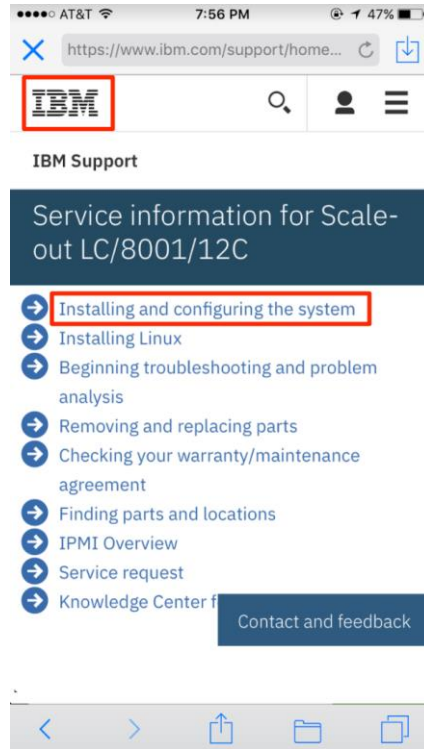 AT&T 7:56 PM 47%
https://www.ibm.com/support/home...
IBM
IBM Support
Service information for Scale-
out LC/8001/12C
Installing and configuring the system
Installing Linux
Beginning troubleshooting and problem
analysis
Removing and replacing parts
Checking your warranty/maintenance
agreement
Finding parts and locations
IPMI Overview
Service request
Knowledge Center f
Contact and feedback